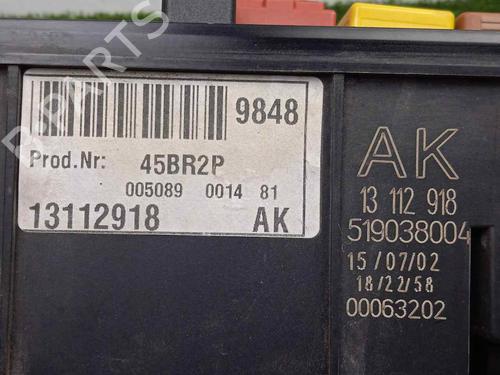 9848
Prod.Nr: 45BR2P
005089 0014 81
13112918 AK
AK
13 112 918
519038004
15/07/02
18/22/58
00063202
B-PARTS